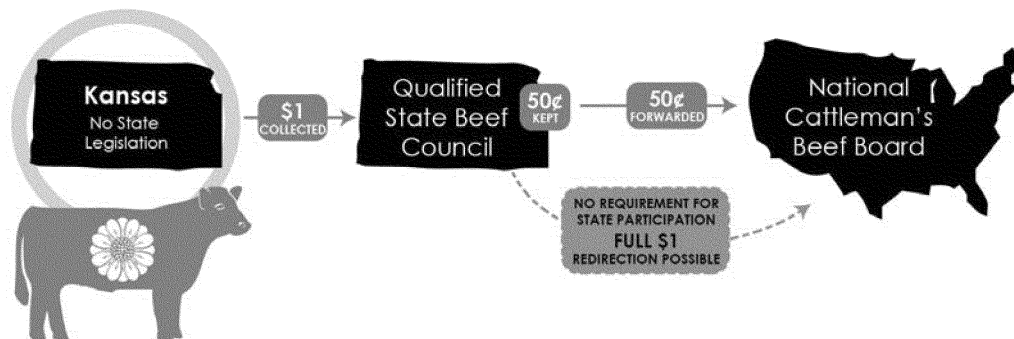 Kansas
No State
Legislation
$1
COLLECTED
Qualified
State Beef
Council
50¢
KEPT
50¢
FORWARDED
National
Cattleman's
Beef Board
NO REQUIREMENT FOR
STATE PARTICIPATION
FULL $1
REDIRECTION POSSIBLE